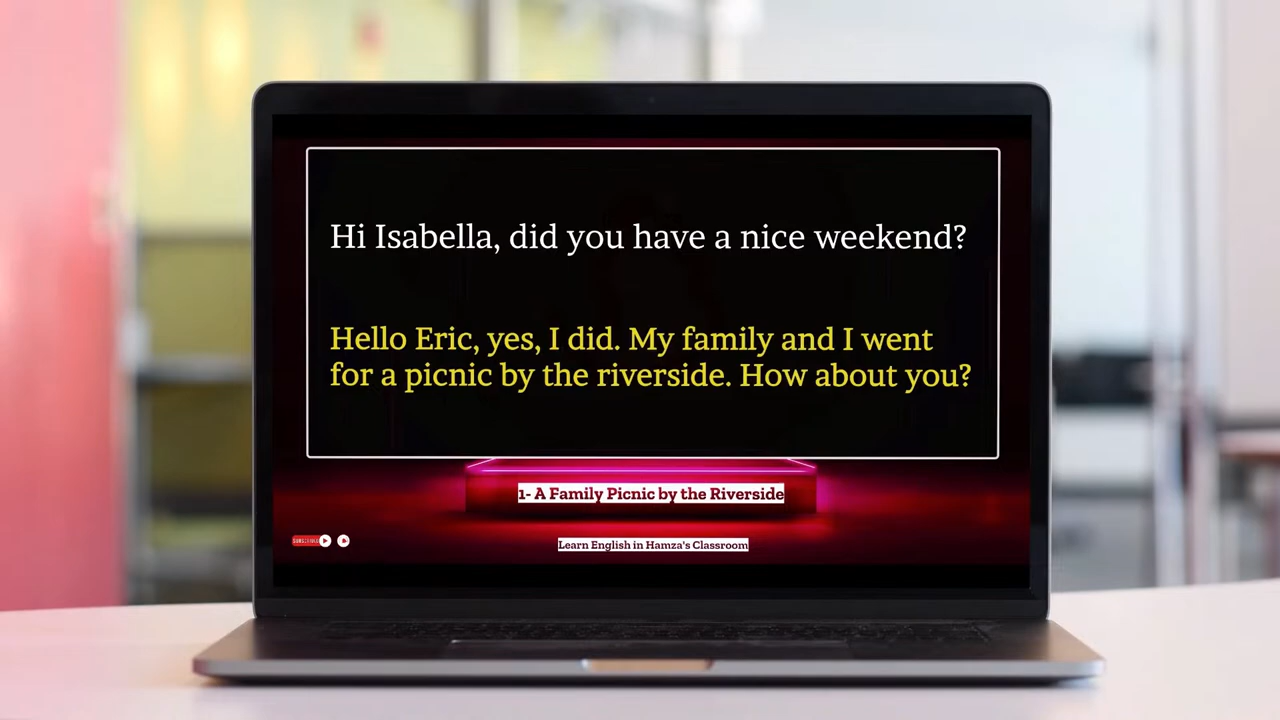 Hi Isabella, did you have a nice weekend?
Hello Eric, yes, I did. My family and I went
for a picnic by the riverside. How about you?
1- A Family Picnic by the Riverside
Learn English in Hamza's Classroom